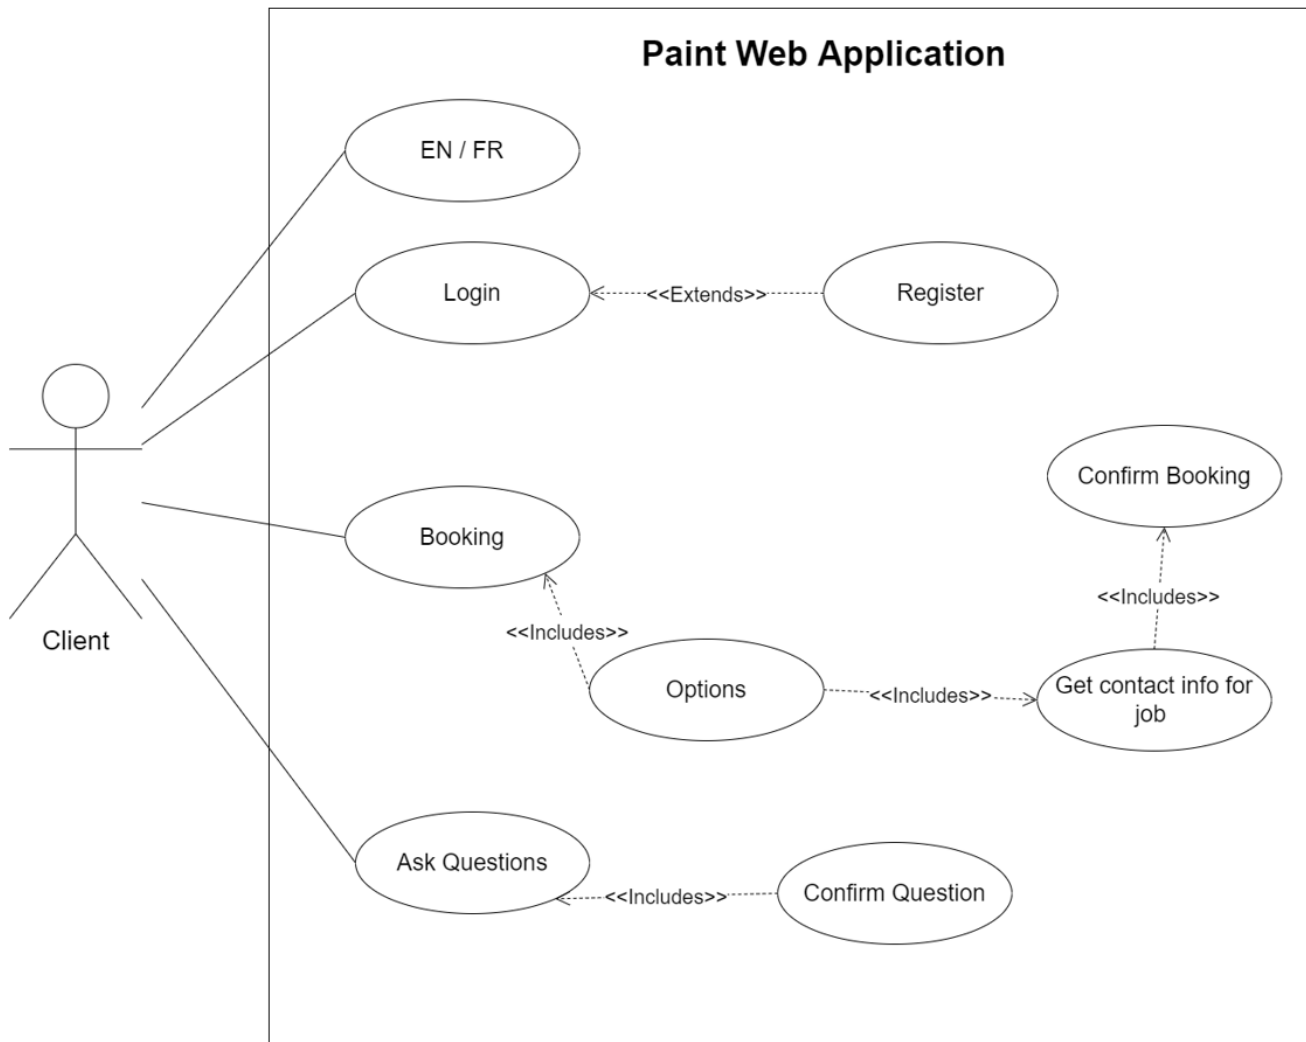 Paint Web Application
EN / FR
Login
<<Extends>>
Register
Client
Booking
Confirm Booking
<<Includes>>
<<Includes>>
Options
<<Includes>>
Get contact info for
job
Ask Questions
<<Includes>>
Confirm Question